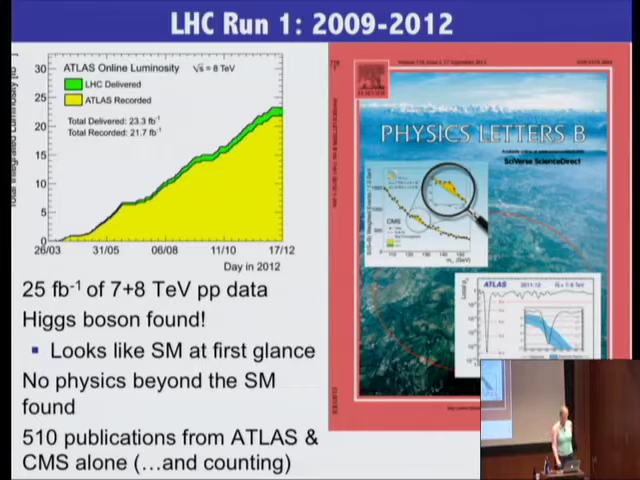 LHC Run 1: 2009-2012
ATLAS Online Luminosity √s = 8 TeV
LHC Delivered
ATLAS Recorded
Total Delivered: 23.3 fb⁻¹
Total Recorded: 21.7 fb⁻¹
30
25
20
15
10
5
0
26/03 31/05 06/08 11/10 17/12
Day in 2012
25 fb⁻¹ of 7+8 TeV pp data
Higgs boson found!
▪ Looks like SM at first glance
No physics beyond the SM
found
510 publications from ATLAS &
CMS alone (…and counting)
ELSEVIER
PHYSICS LETTERS B
SciVerse ScienceDirect
CMS
ATLAS